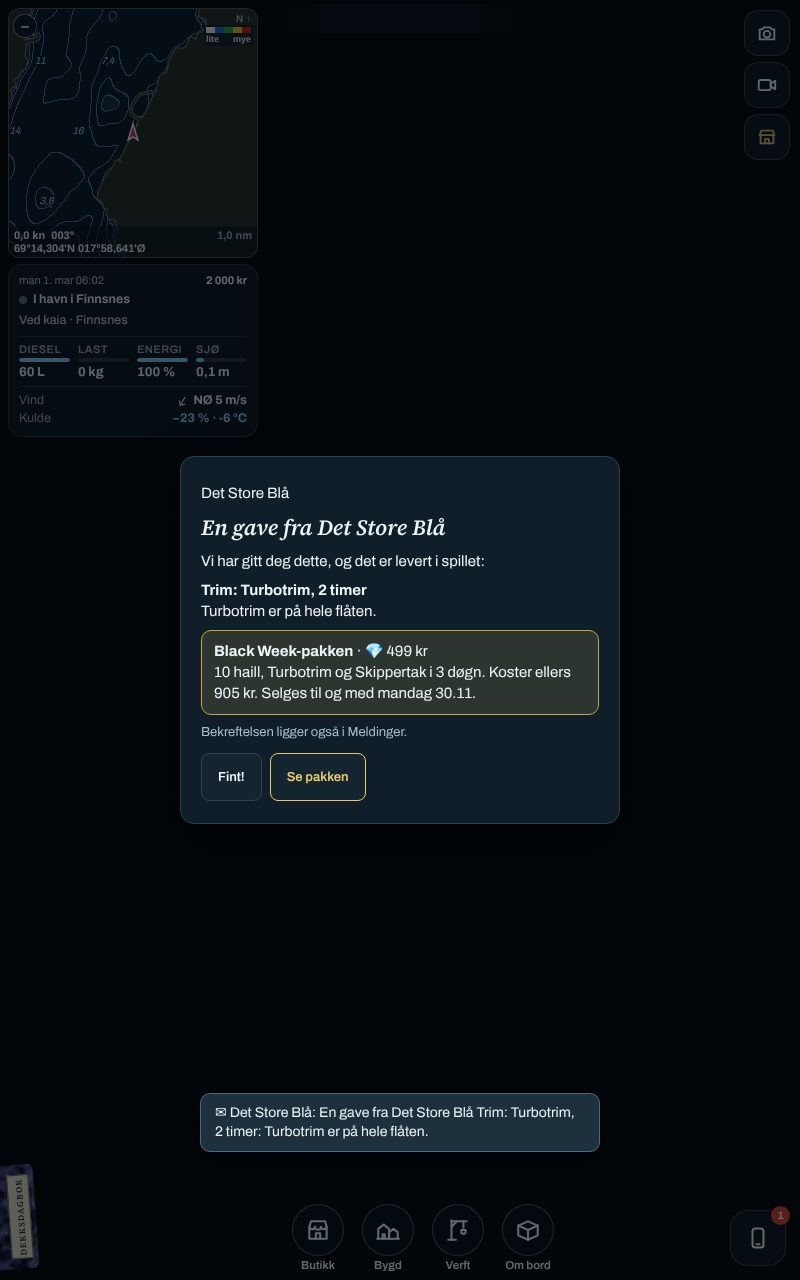 N ↑
lite mye
11
7,4
14
16
3,6
0,0 kn 003°
1,0 nm
69°14,304'N 017°58,641'Ø
man 1. mar 06:02
2 000 kr
I havn i Finnsnes
Ved kaia · Finnsnes
DIESEL LAST ENERGI SJØ
60 L 0 kg 100 % 0,1 m
Vind ↙ NØ 5 m/s
Kulde −23 % · -6 °C
Det Store Blå
En gave fra Det Store Blå
Vi har gitt deg dette, og det er levert i spillet:
Trim: Turbotrim, 2 timer
Turbotrim er på hele flåten.
Black Week-pakken · 💎 499 kr
10 haill, Turbotrim og Skippertak i 3 døgn. Koster ellers
905 kr. Selges til og med mandag 30.11.
Bekreftelsen ligger også i Meldinger.
Fint!
Se pakken
✉ Det Store Blå: En gave fra Det Store Blå Trim: Turbotrim,
2 timer: Turbotrim er på hele flåten.
DEKKSDAGBOK
Butikk
Bygd
Verft
Om bord
1